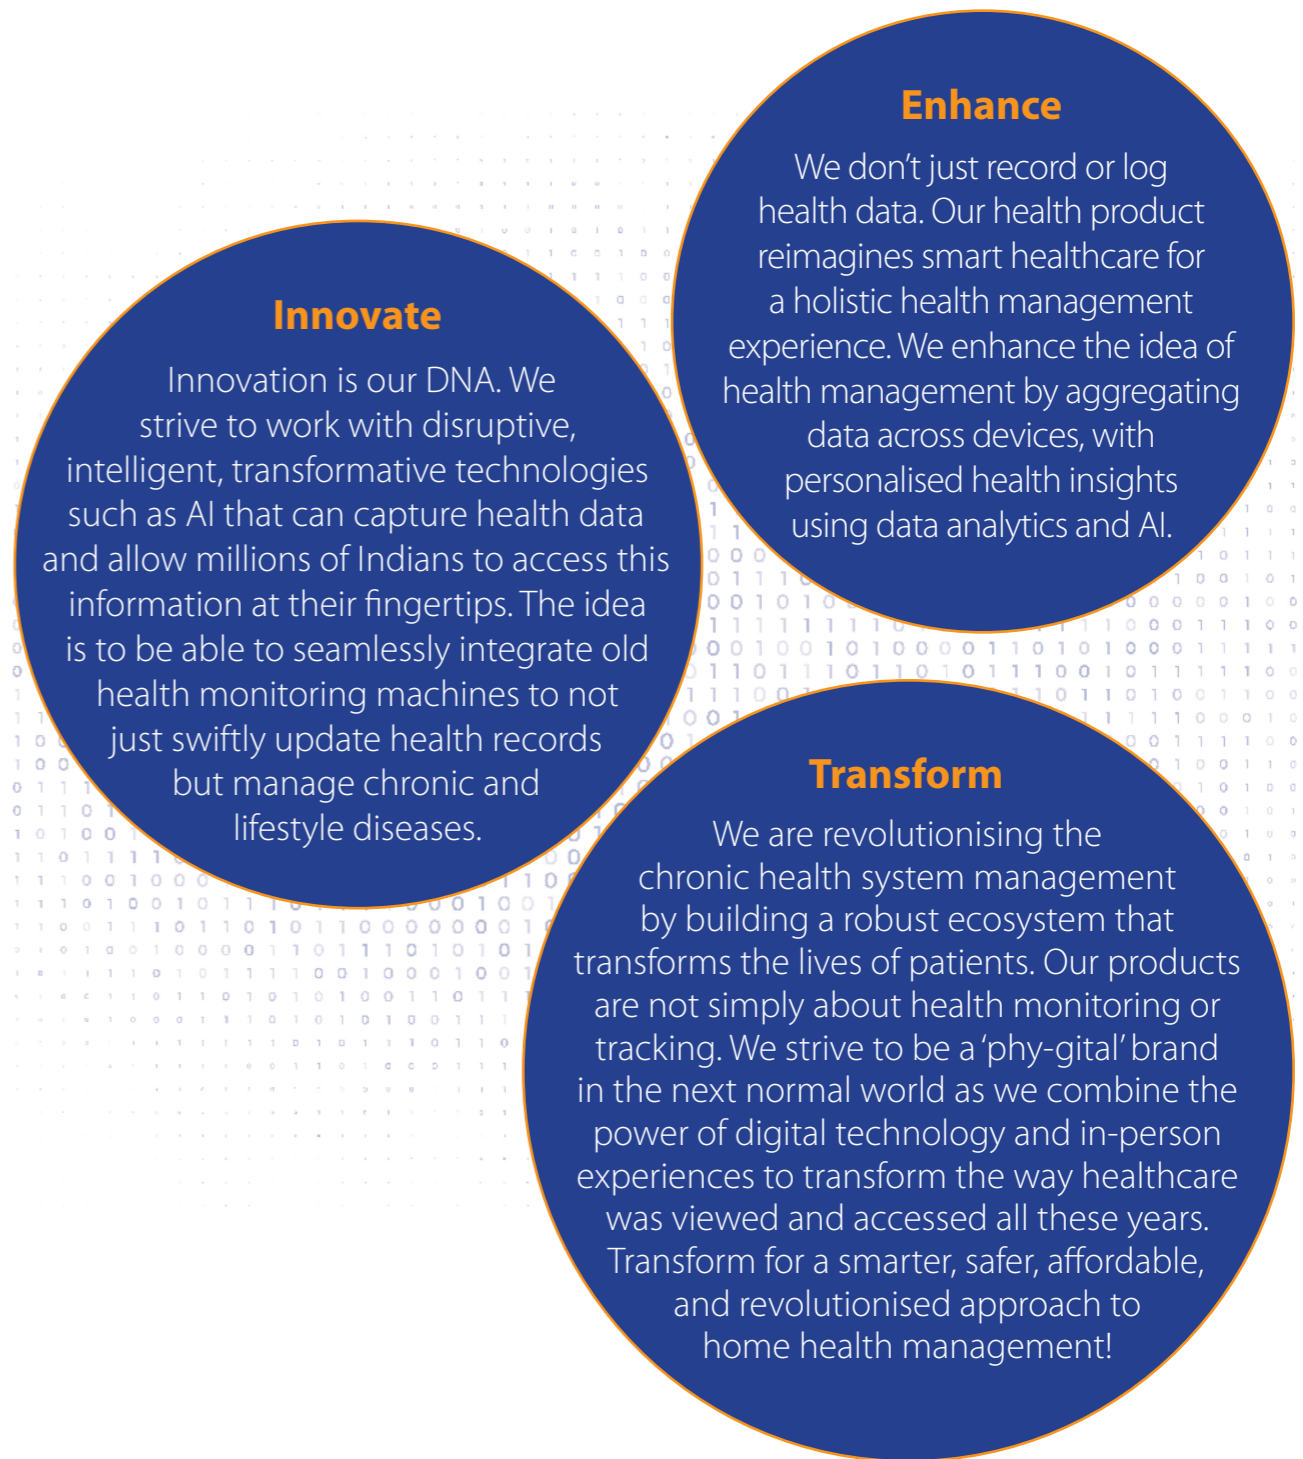 Innovate
Innovation is our DNA. We
strive to work with disruptive,
intelligent, transformative technologies
such as AI that can capture health data
and allow millions of Indians to access this
information at their fingertips. The idea
is to be able to seamlessly integrate old
health monitoring machines to not
just swiftly update health records
but manage chronic and
lifestyle diseases.
Enhance
We don’t just record or log
health data. Our health product
reimagines smart healthcare for
a holistic health management
experience. We enhance the idea of
health management by aggregating
data across devices, with
personalised health insights
using data analytics and AI.
Transform
We are revolutionising the
chronic health system management
by building a robust ecosystem that
transforms the lives of patients. Our products
are not simply about health monitoring or
tracking. We strive to be a ‘phy-gital’ brand
in the next normal world as we combine the
power of digital technology and in-person
experiences to transform the way healthcare
was viewed and accessed all these years.
Transform for a smarter, safer, affordable,
and revolutionised approach to
home health management!